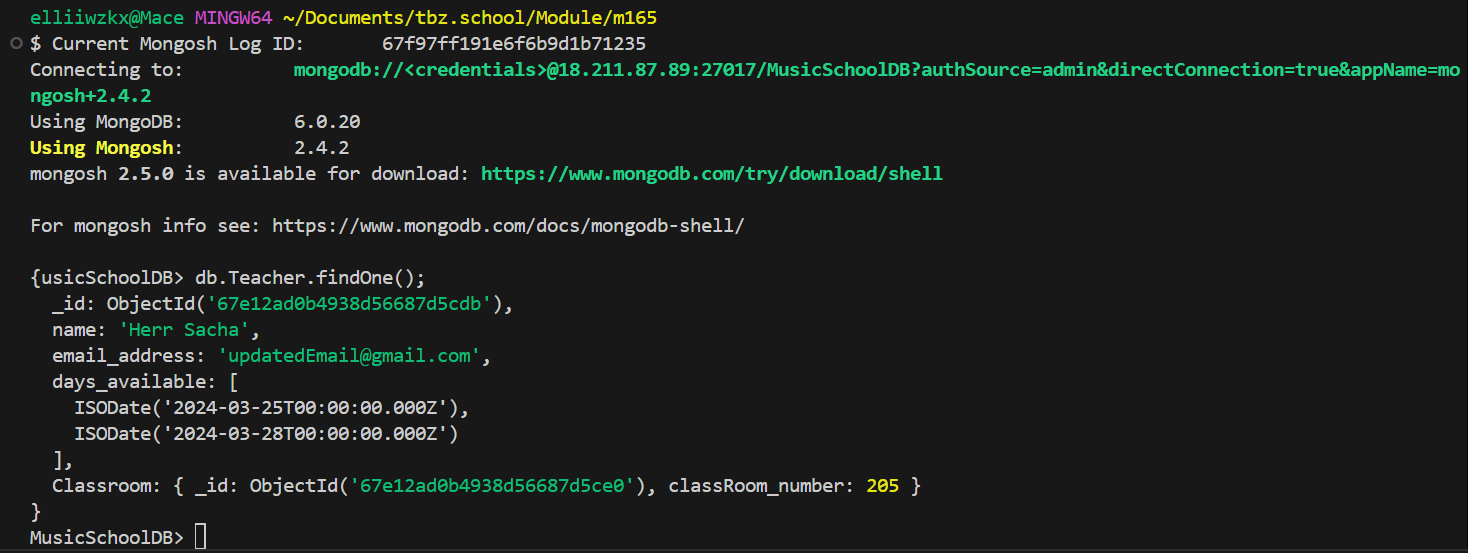 elliiwzkx@Mace MINGW64 ~/Documents/tbz.school/Module/m165
$ Current Mongosh Log ID:       67f97ff191e6f6b9d1b71235
Connecting to:          mongodb://<credentials>@18.211.87.89:27017/MusicSchoolDB?authSource=admin&directConnection=true&appName=mo
ngosh+2.4.2
Using MongoDB:          6.0.20
Using Mongosh:          2.4.2
mongosh 2.5.0 is available for download: https://www.mongodb.com/try/download/shell
For mongosh info see: https://www.mongodb.com/docs/mongodb-shell/
{usicSchoolDB> db.Teacher.findOne();
  _id: ObjectId('67e12ad0b4938d56687d5cdb'),
  name: 'Herr Sacha',
  email_address: 'updatedEmail@gmail.com',
  days_available: [
    ISODate('2024-03-25T00:00:00.000Z'),
    ISODate('2024-03-28T00:00:00.000Z')
  ],
  Classroom: { _id: ObjectId('67e12ad0b4938d56687d5ce0'), classRoom_number: 205 }
}
MusicSchoolDB>